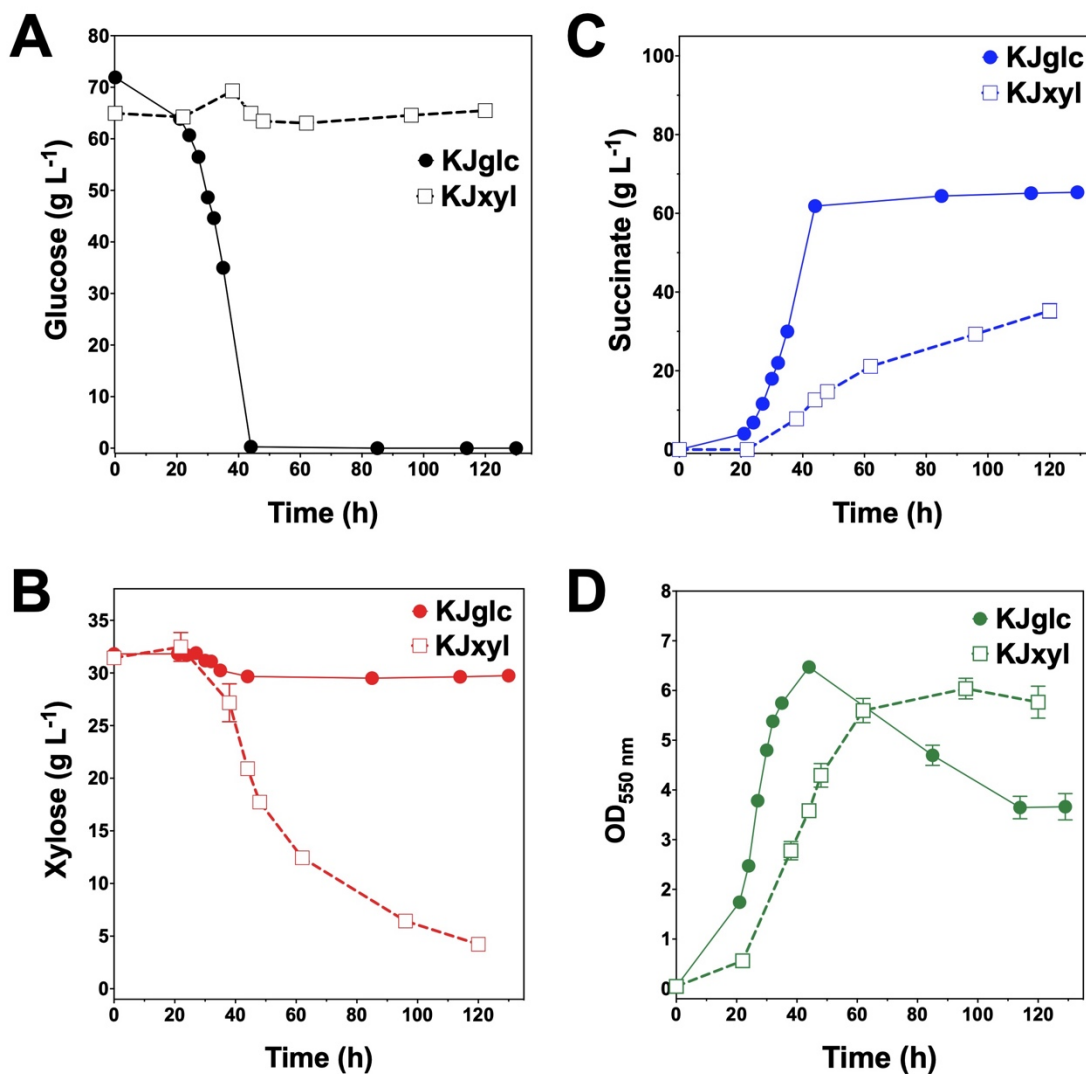 A
80
70
60
50
40
30
20
10
0
Glucose (g L⁻¹)
KJglc
KJxyl
0 20 40 60 80 100 120
Time (h)
C
100
80
60
40
20
0
Succinate (g L⁻¹)
KJglc
KJxyl
0 20 40 60 80 100 120
Time (h)
B
35
30
25
20
15
10
5
0
Xylose (g L⁻¹)
KJglc
KJxyl
0 20 40 60 80 100 120
Time (h)
D
8
7
6
5
4
3
2
1
0
OD550 nm
KJglc
KJxyl
0 20 40 60 80 100 120
Time (h)